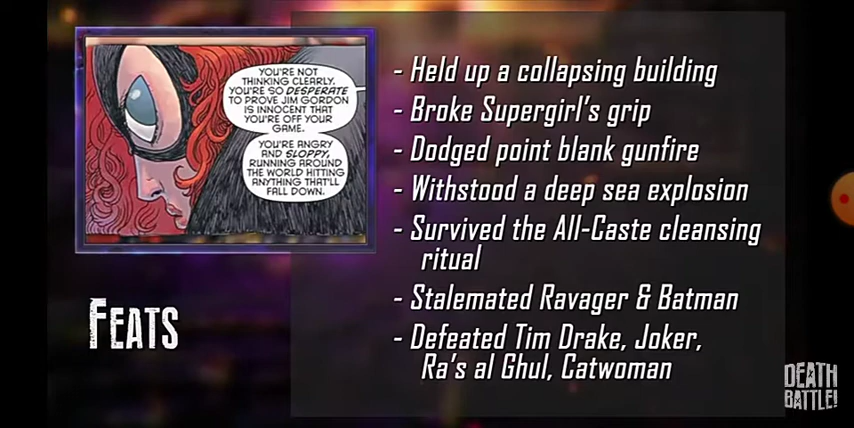 YOU'RE NOT
THINKING CLEARLY.
YOU'RE SO DESPERATE
TO PROVE JIM GORDON
IS INNOCENT THAT
YOU'RE OFF YOUR
GAME.
YOU'RE ANGRY
AND SLOPPY,
RUNNING AROUND
THE WORLD HITTING
ANYTHING THAT'LL
FALL DOWN.
FEATS
- Held up a collapsing building
- Broke Supergirl's grip
- Dodged point blank gunfire
- Withstood a deep sea explosion
- Survived the All-Caste cleansing
ritual
- Stalemated Ravager & Batman
- Defeated Tim Drake, Joker,
Ra's al Ghul, Catwoman
DEATH
BATTLE!